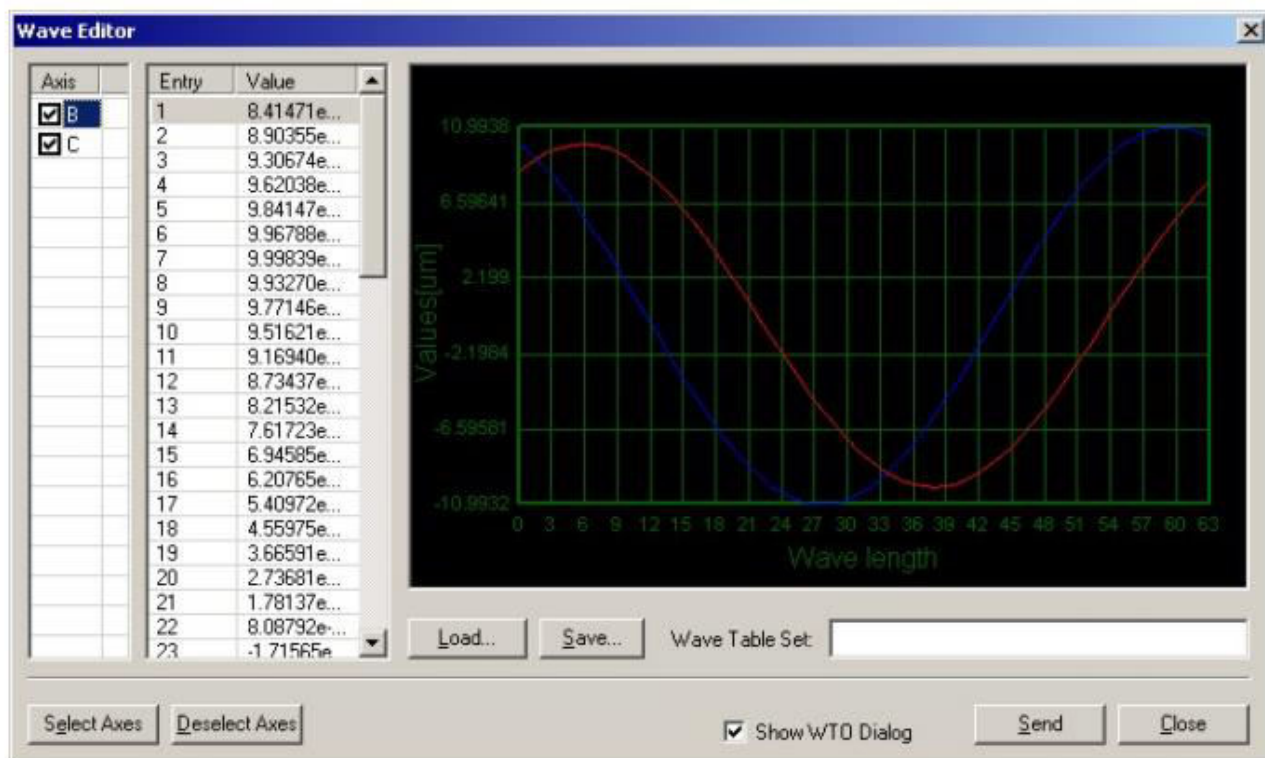 Wave Editor
Axis
B
C
Entry Value
1 8.41471e...
2 8.90355e...
3 9.30674e...
4 9.62038e...
5 9.84147e...
6 9.96788e...
7 9.99839e...
8 9.93270e...
9 9.77146e...
10 9.51621e...
11 9.16940e...
12 8.73437e...
13 8.21532e...
14 7.61723e...
15 6.94585e...
16 6.20765e...
17 5.40972e...
18 4.55975e...
19 3.66591e...
20 2.73681e...
21 1.78137e...
22 8.08792e-...
23 -1.71565e
Values[um]
10.9938
6.59641
2.199
-2.1984
-6.59581
-10.9932
0 3 6 9 12 15 18 21 24 27 30 33 36 39 42 45 48 51 54 57 60 63
Wave length
Load... Save... Wave Table Set:
Select Axes Deselect Axes Show WTO Dialog Send Close